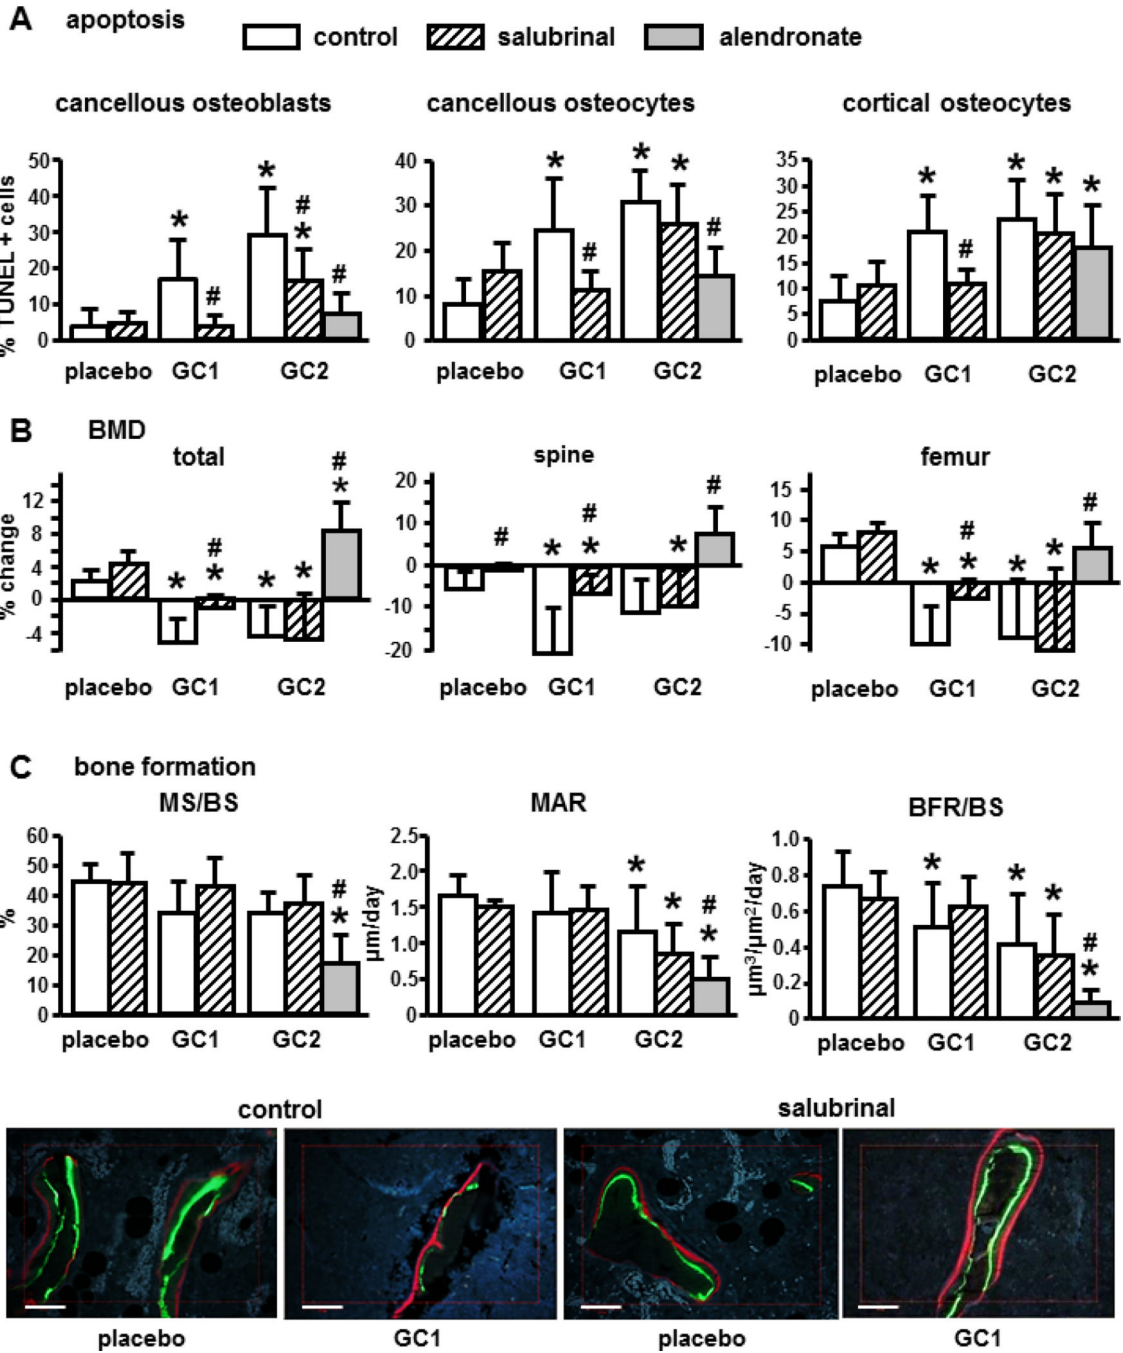 A apoptosis
control salubrinal alendronate
cancellous osteoblasts cancellous osteocytes cortical osteocytes
% TUNEL + cells
50
40
30
20
10
0
* * * # # #
placebo GC1 GC2
40
30
20
10
0
* # * * #
placebo GC1 GC2
35
30
25
20
15
10
5
0
* # * * *
placebo GC1 GC2
B BMD
total spine femur
% change
12
8
4
0
-4
* # * * * # *
placebo GC1 GC2
20
10
0
-10
-20
# * # * * #
placebo GC1 GC2
15
10
5
0
-5
-10
* # * * * #
placebo GC1 GC2
C bone formation
MS/BS MAR BFR/BS
%
60
50
40
30
20
10
0
# *
placebo GC1 GC2
µm/day
2.5
2.0
1.5
1.0
0.5
0
* * # *
placebo GC1 GC2
µm³/µm²/day
1.0
0.8
0.6
0.4
0.2
0
* * * # *
placebo GC1 GC2
control salubrinal
placebo GC1 placebo GC1